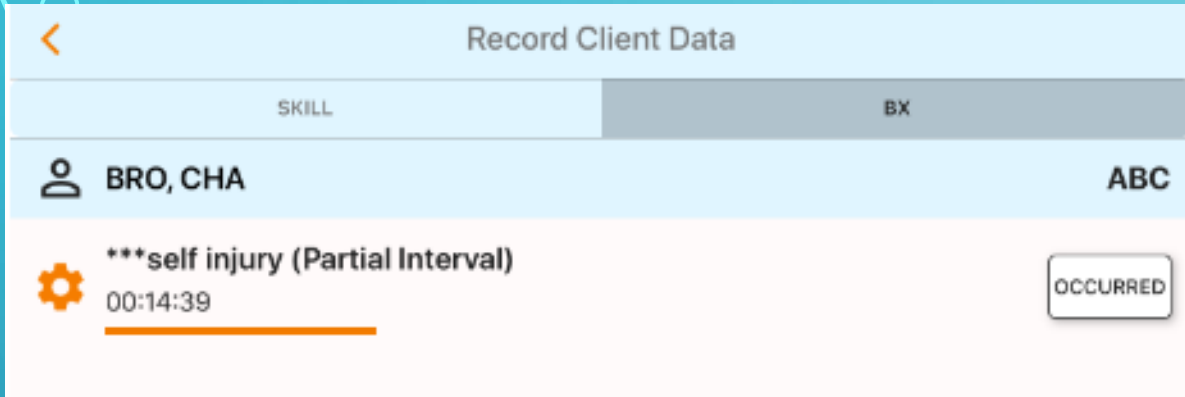 Record Client Data
SKILL
BX
BRO, CHA
ABC
***self injury (Partial Interval)
00:14:39
OCCURRED